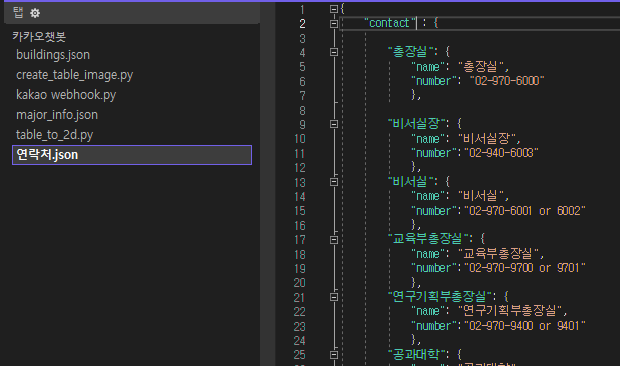 탭
카카오챗봇
buildings.json
create_table_image.py
kakao webhook.py
major_info.json
table_to_2d.py
연락처.json
1 {
2 "contact" : {
3
4 "총장실": {
5 "name": "총장실",
6 "number": "02-970-6000"
7 },
8
9 "비서실장": {
10 "name": "비서실장",
11 "number":"02-940-6003"
12 },
13 "비서실": {
14 "name": "비서실",
15 "number":"02-970-6001 or 6002"
16 },
17 "교육부총장실": {
18 "name": "교육부총장실",
19 "number":"02-970-9700 or 9701"
20 },
21 "연구기획부총장실": {
22 "name": "연구기획부총장실",
23 "number":"02-970-9400 or 9401"
24 },
25 "공과대학": {